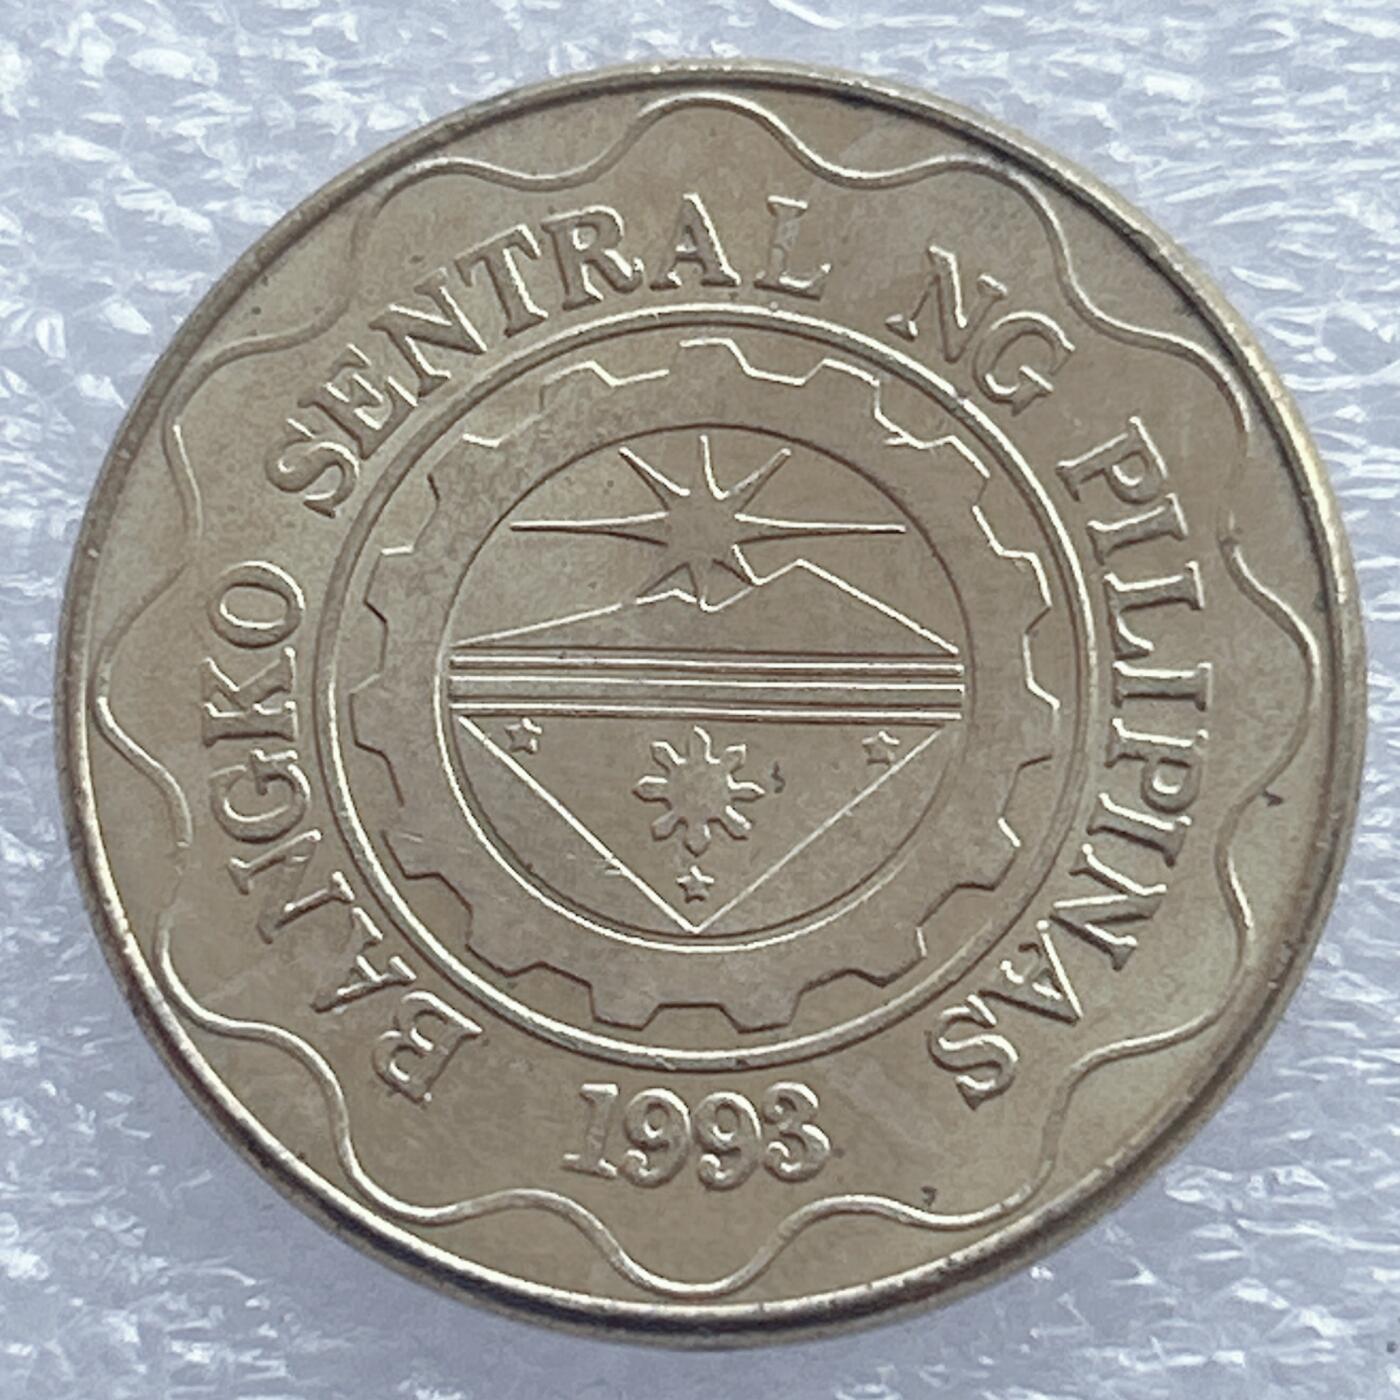 BANGKO SENTRAL NG PILIPINAS
1993